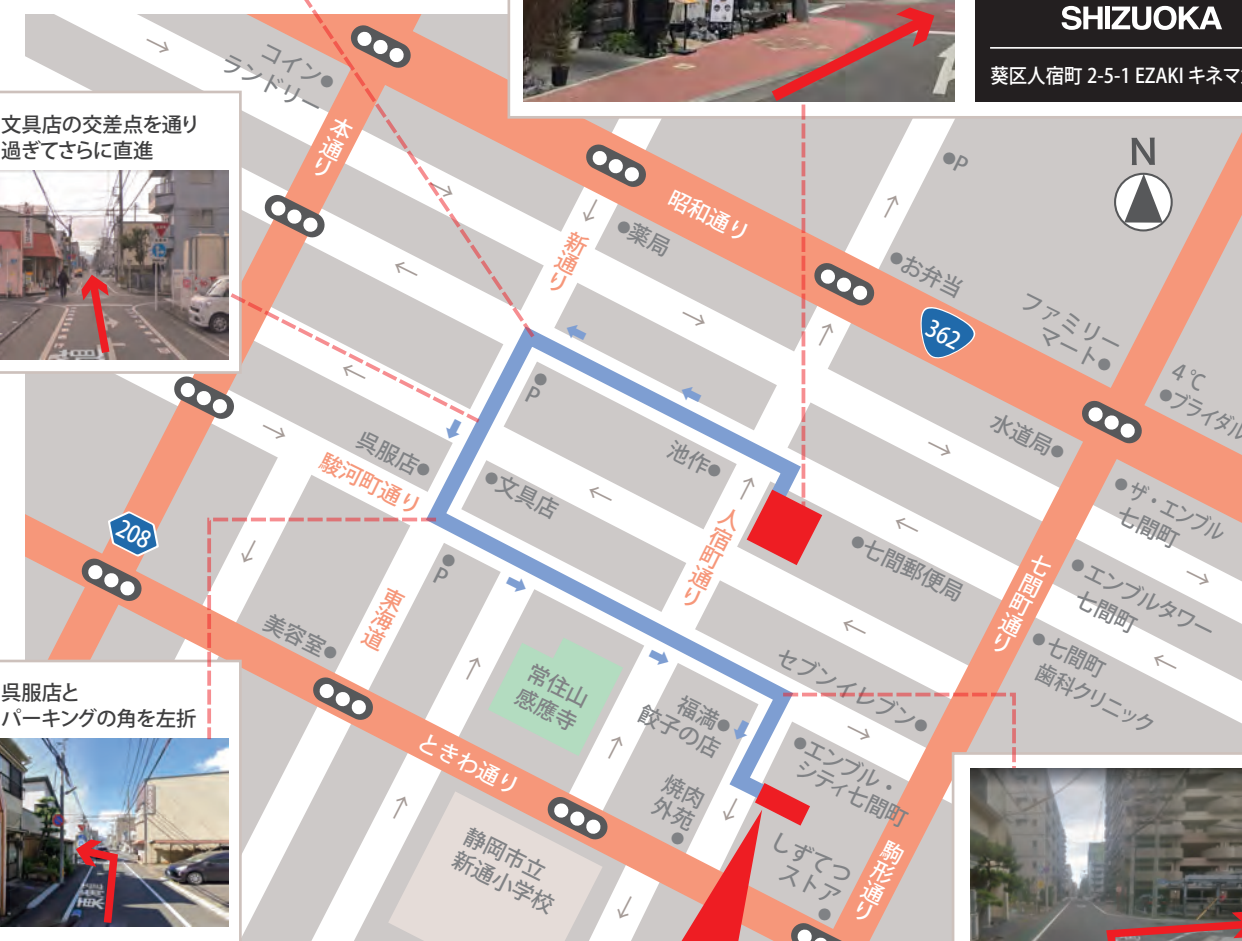 SHIZUOKA
葵区人宿町 2-5-1 EZAKI キネマ
コイン
ランドリー
文具店の交差点を通り
過ぎてさらに直進
本通り
N
P
昭和通り
薬局
新通り
お弁当
ファミリー
マート
362
4℃
ブライダル
P
水道局
呉服店
池作
駿河町通り
文具店
ザ・エンブル
七間町
208
人宿町通り
七間郵便局
七間町通り
P
エンブルタワー
七間町
東海道
美容室
七間町
歯科クリニック
セブンイレブン
常住山
感應寺
呉服店と
パーキングの角を左折
福満
餃子の店
ときわ通り
エンブル・
シティ七間町
焼肉
外苑
静岡市立
新通小学校
しずてつ
ストア
駒形通り